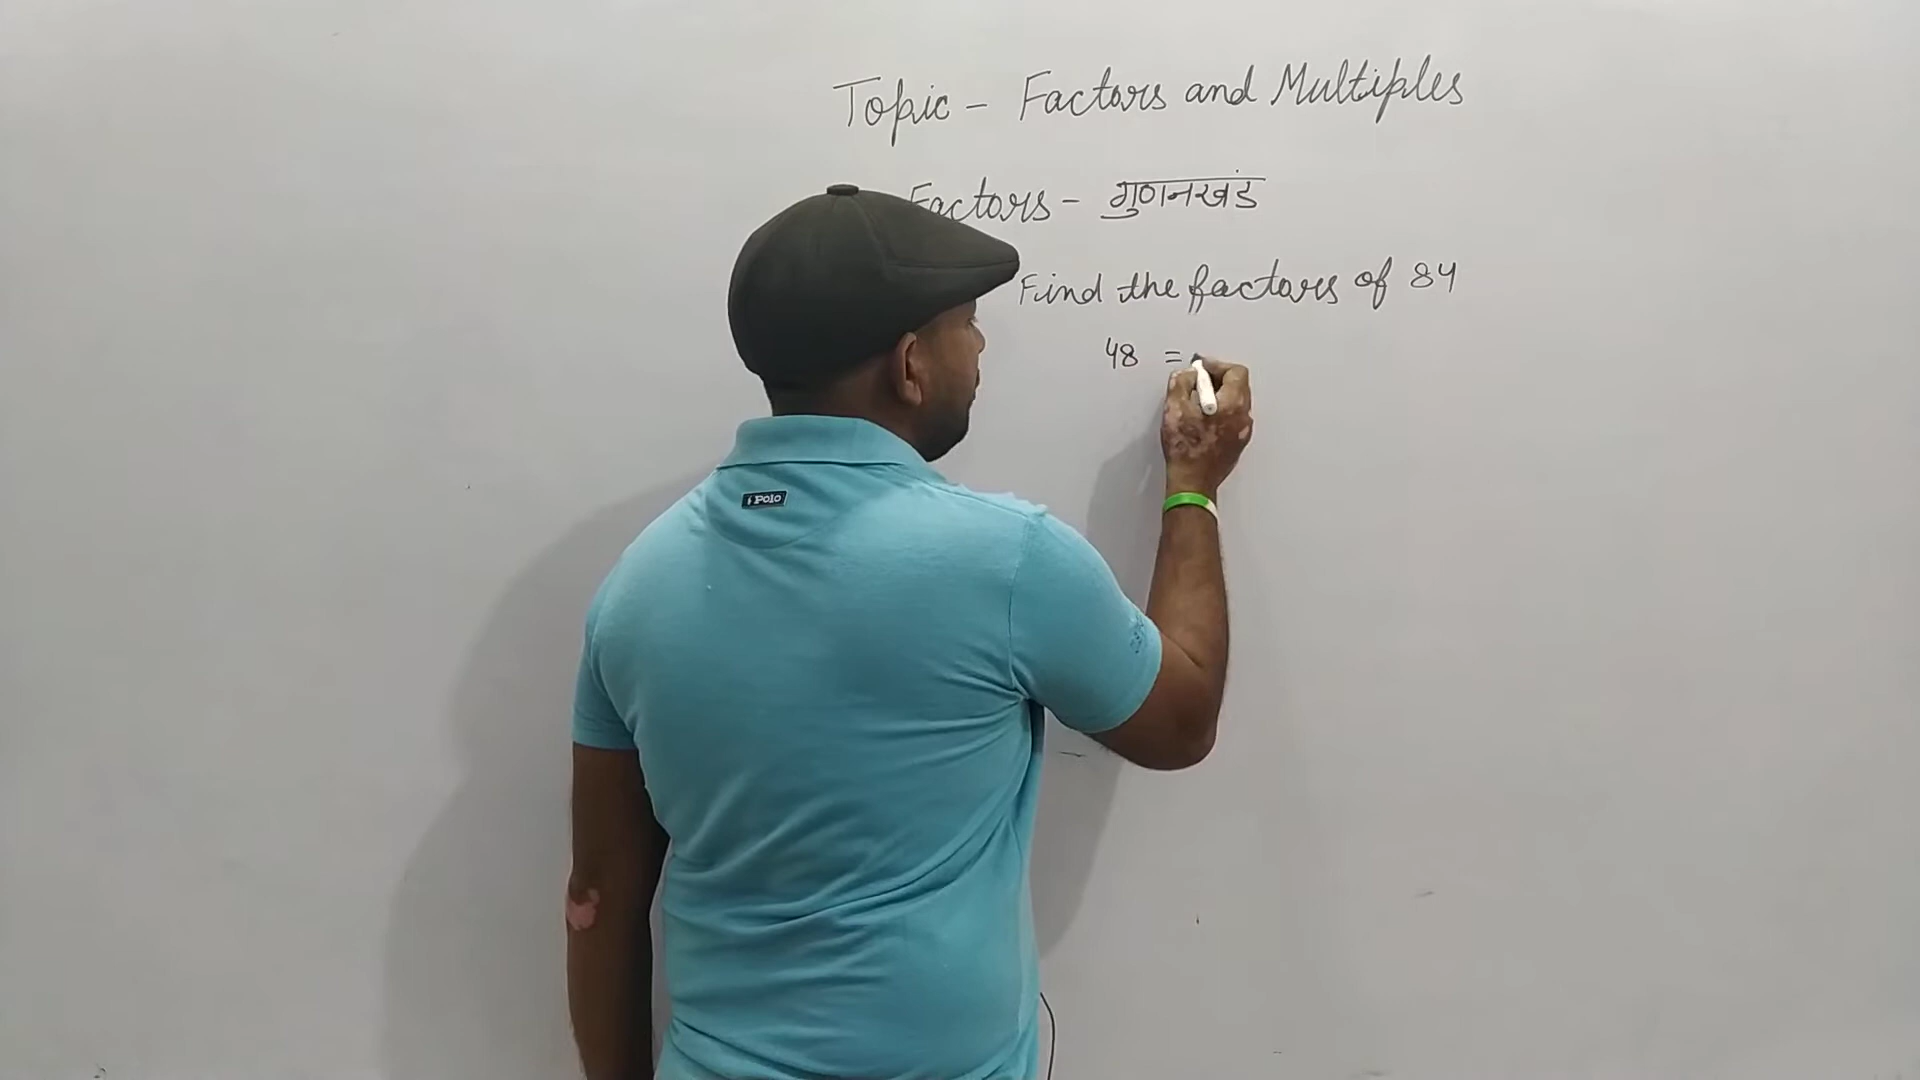 Topic - Factors and Multiples
Factors - गुणनखंड
Find the factors of 84
48 =
Polo